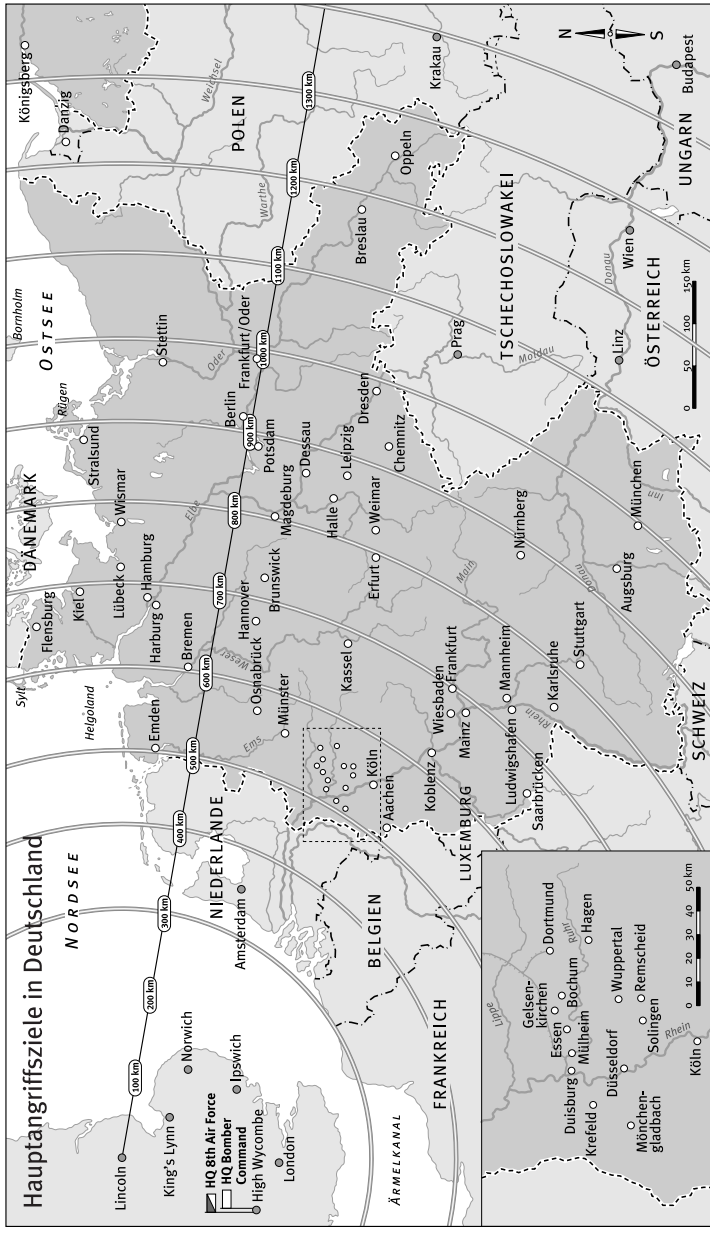 Hauptangriffsziele in Deutschland
NORDSEE
OSTSEE
DÄNEMARK
Bornholm
Rügen
Sylt
Helgoland
Königsberg
Danzig
Flensburg
Kiel
Stralsund
Lübeck
Wismar
Hamburg
Harburg
Stettin
Emden
Bremen
Elbe
Oder
Weichsel
POLEN
Warthe
Lincoln
King's Lynn
Norwich
Ipswich
HQ 8th Air Force
HQ Bomber
Command
High Wycombe
London
ÄRMELKANAL
100 km
200 km
300 km
400 km
500 km
600 km
700 km
800 km
900 km
1000 km
1100 km
1200 km
1300 km
NIEDERLANDE
Amsterdam
Ems
Weser
Osnabrück
Münster
Hannover
Brunswick
Magdeburg
Berlin
Potsdam
Frankfurt/Oder
Dessau
Halle
Leipzig
Dresden
Chemnitz
Weimar
Erfurt
Kassel
Breslau
Oppeln
Krakau
Köln
Aachen
BELGIEN
FRANKREICH
LUXEMBURG
Koblenz
Wiesbaden
Frankfurt
Mainz
Main
Mannheim
Ludwigshafen
Saarbrücken
Karlsruhe
Rhein
Stuttgart
Nürnberg
Donau
Augsburg
München
Inn
SCHWEIZ
Prag
Moldau
TSCHECHOSLOWAKEI
Linz
Wien
Donau
ÖSTERREICH
UNGARN
Budapest
N
S
0 50 100 150 km
Lippe
Gelsen-
kirchen
Dortmund
Essen
Bochum
Ruhr
Hagen
Mülheim
Duisburg
Krefeld
Düsseldorf
Wuppertal
Remscheid
Solingen
Mönchen-
gladbach
Rhein
Köln
0 10 20 30 40 50 km